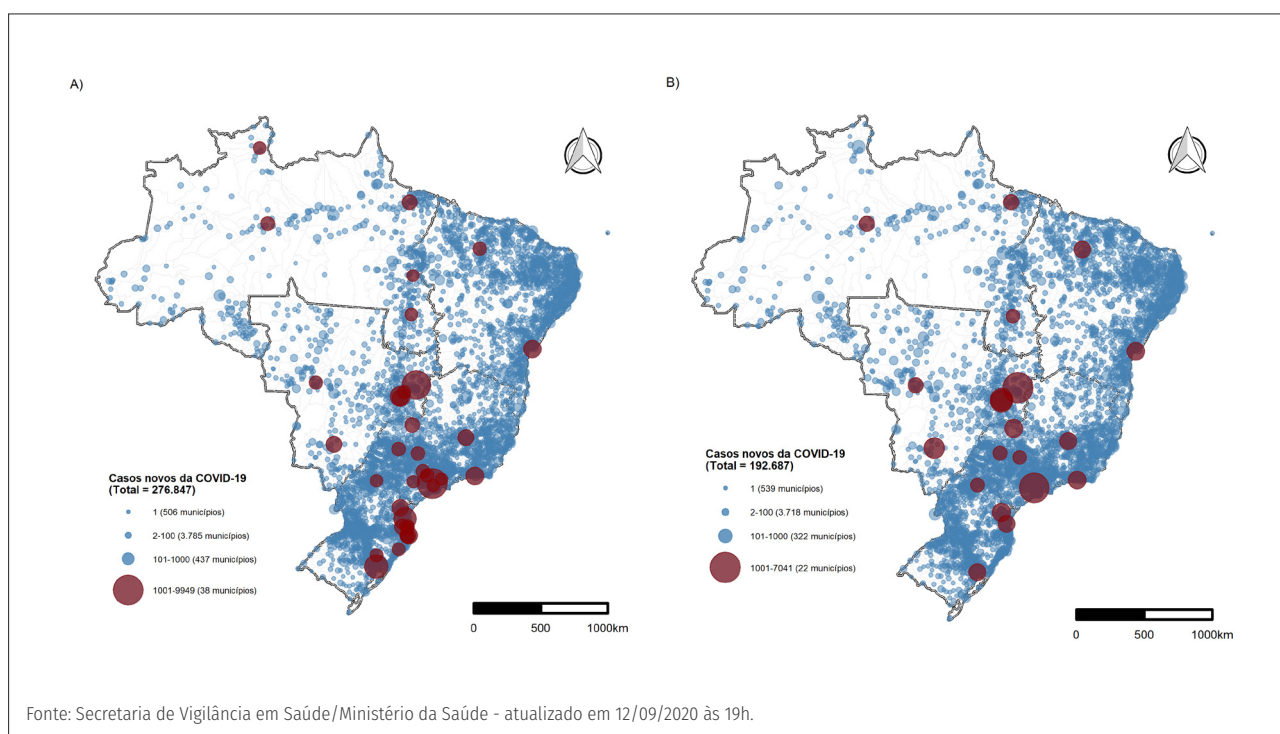 A)
Casos novos da COVID-19
(Total = 276.847)
1 (506 municípios)
2-100 (3.785 municípios)
101-1000 (437 municípios)
1001-9949 (38 municípios)
0 500 1000km
B)
Casos novos da COVID-19
(Total = 192.687)
1 (539 municípios)
2-100 (3.718 municípios)
101-1000 (322 municípios)
1001-7041 (22 municípios)
0 500 1000km
Fonte: Secretaria de Vigilância em Saúde/Ministério da Saúde - atualizado em 12/09/2020 às 19h.